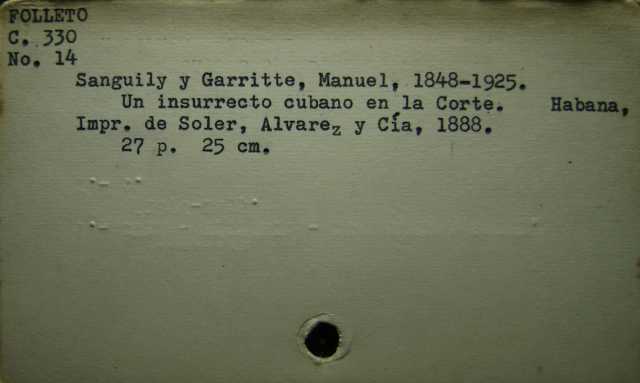 FOLLETO
C. 330
No. 14
Sanguily y Garritte, Manuel, 1848-1925.
Un insurrecto cubano en la Corte. Habana,
Impr. de Soler, Alvarez y Cía, 1888.
27 p. 25 cm.